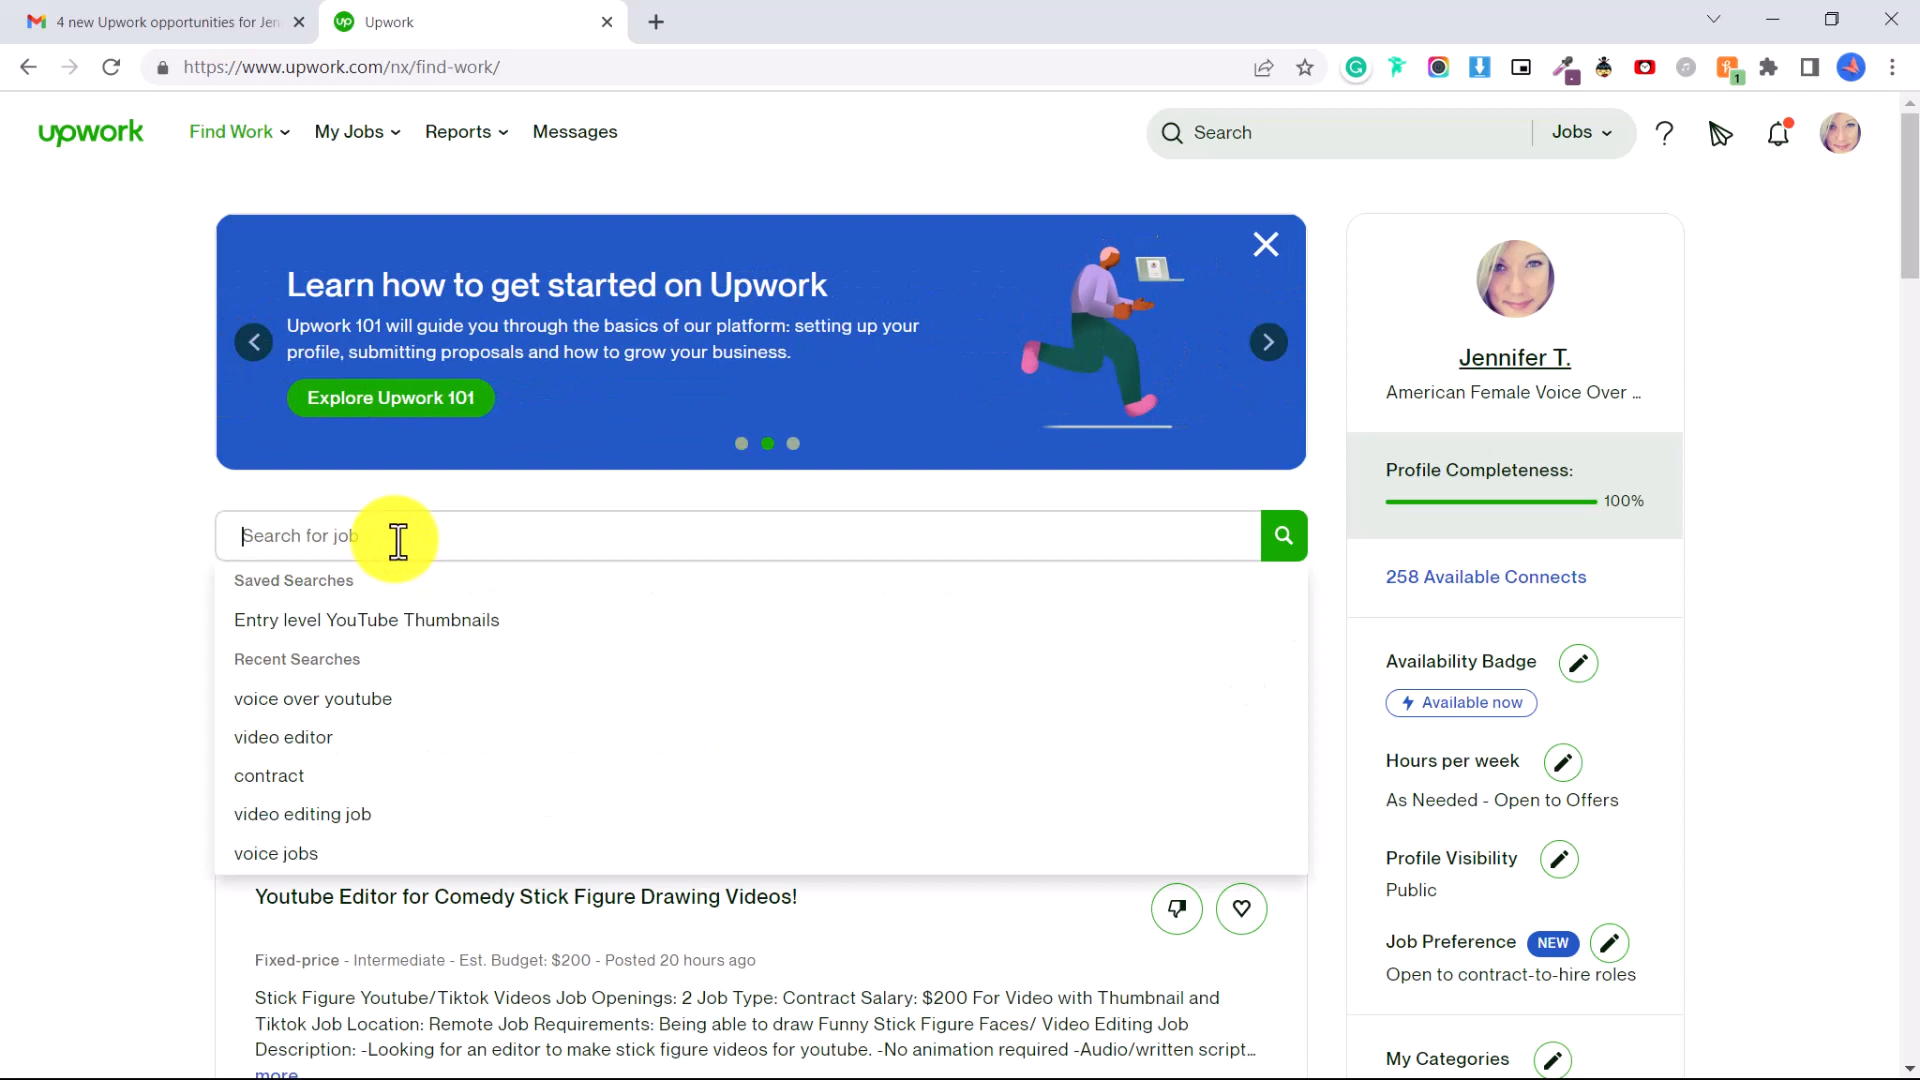 4 new Upwork opportunities for Jen
Upwork
https://www.upwork.com/nx/find-work/
1
upwork
Find Work
My Jobs
Reports
Messages
Search
Jobs
Learn how to get started on Upwork
Upwork 101 will guide you through the basics of our platform: setting up your
profile, submitting proposals and how to grow your business.
Explore Upwork 101
Search for job
Saved Searches
Entry level YouTube Thumbnails
Recent Searches
voice over youtube
video editor
contract
video editing job
voice jobs
Youtube Editor for Comedy Stick Figure Drawing Videos!
Fixed-price - Intermediate - Est. Budget: $200 - Posted 20 hours ago
Stick Figure Youtube/Tiktok Videos Job Openings: 2 Job Type: Contract Salary: $200 For Video with Thumbnail and
Tiktok Job Location: Remote Job Requirements: Being able to draw Funny Stick Figure Faces/ Video Editing Job
Description: -Looking for an editor to make stick figure videos for youtube. -No animation required -Audio/written script...
more
Jennifer T.
American Female Voice Over ...
Profile Completeness:
100%
258 Available Connects
Availability Badge
Available now
Hours per week
As Needed - Open to Offers
Profile Visibility
Public
Job Preference NEW
Open to contract-to-hire roles
My Categories